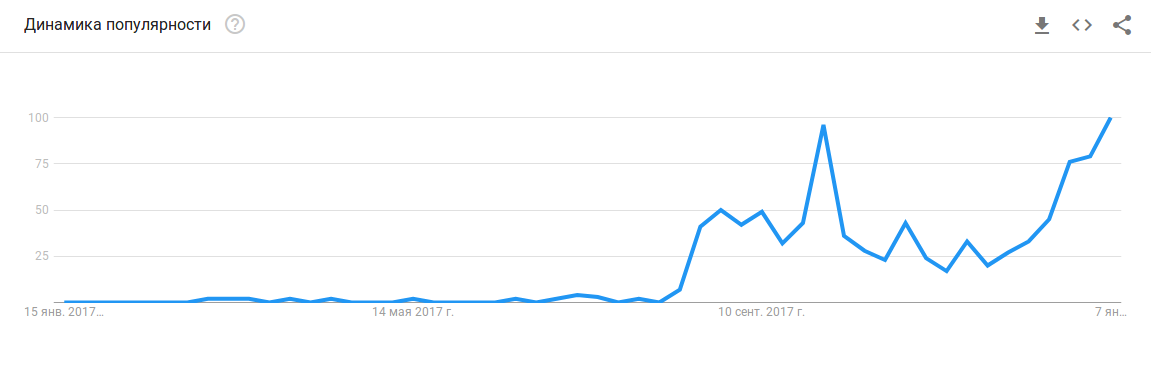 Динамика популярности ?
100
75
50
25
15 янв. 2017…
14 мая 2017 г.
10 сент. 2017 г.
7 ян…